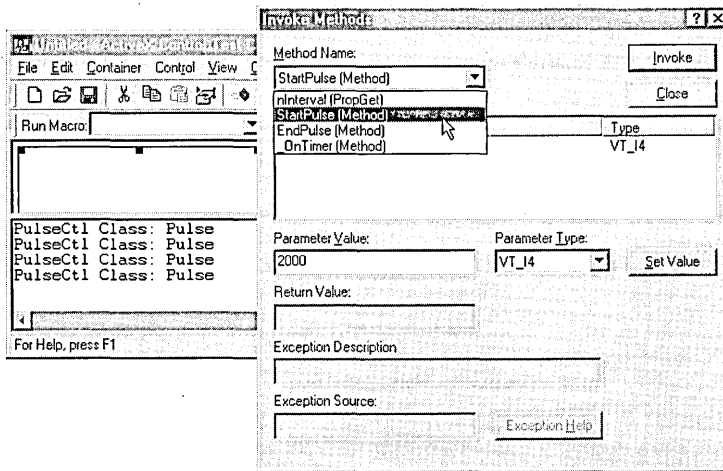 Untitled - ActiveX Control Test C
File Edit Container Control View
Run Macro:
PulseCtl Class: Pulse
PulseCtl Class: Pulse
PulseCtl Class: Pulse
PulseCtl Class: Pulse
For Help, press F1
Invoke Methods
Method Name:
StartPulse (Method)
nInterval (PropGet)
StartPulse (Method)
EndPulse (Method)
_OnTimer (Method)
Invoke
Close
Type
VT_I4
Parameter Value:
2000
Parameter Type:
VT_I4
Set Value
Return Value:
Exception Description
Exception Source:
Exception Help